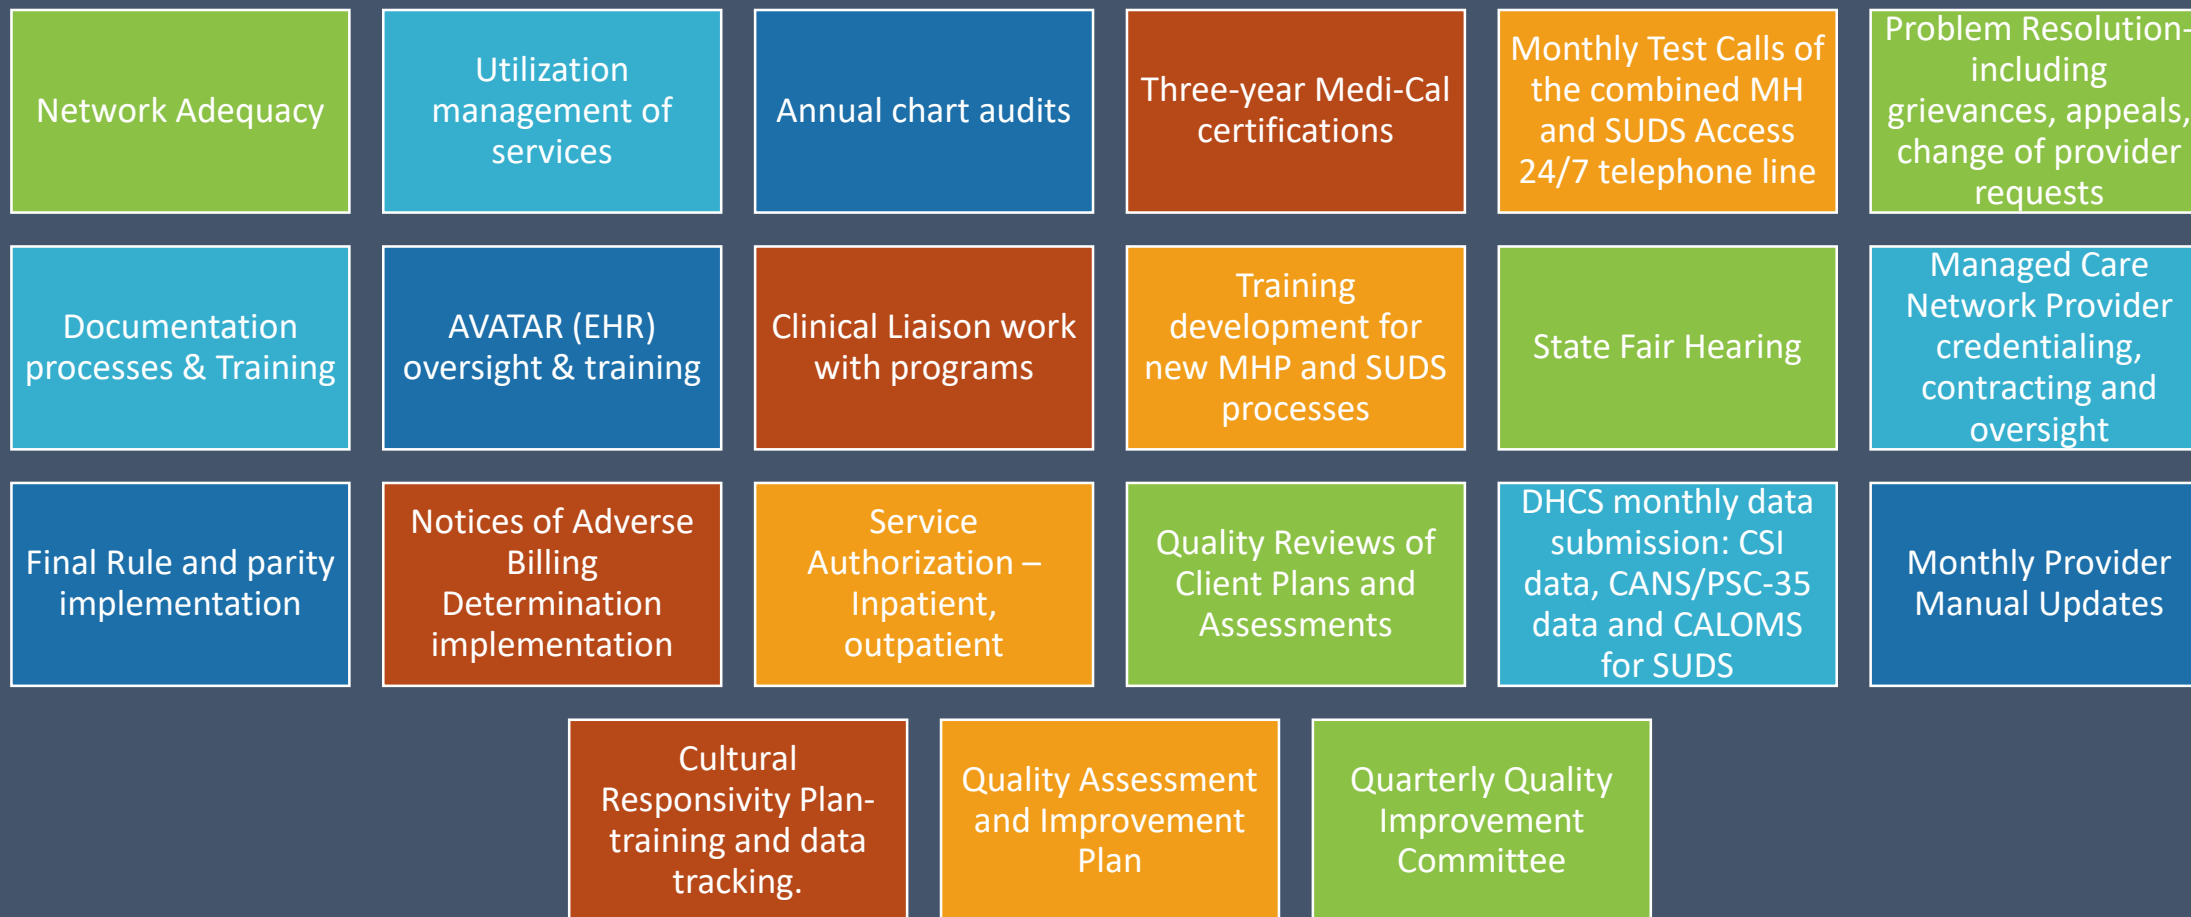 Network Adequacy
Utilization
management of
services
Annual chart audits
Three-year Medi-Cal
certifications
Monthly Test Calls of
the combined MH
and SUDS Access
24/7 telephone line
Problem Resolution-
including
grievances, appeals,
change of provider
requests
Documentation
processes & Training
AVATAR (EHR)
oversight & training
Clinical Liaison work
with programs
Training
development for
new MHP and SUDS
processes
State Fair Hearing
Managed Care
Network Provider
credentialing,
contracting and
oversight
Final Rule and parity
implementation
Notices of Adverse
Billing
Determination
implementation
Service
Authorization –
Inpatient,
outpatient
Quality Reviews of
Client Plans and
Assessments
DHCS monthly data
submission: CSI
data, CANS/PSC-35
data and CALOMS
for SUDS
Monthly Provider
Manual Updates
Cultural
Responsivity Plan-
training and data
tracking.
Quality Assessment
and Improvement
Plan
Quarterly Quality
Improvement
Committee